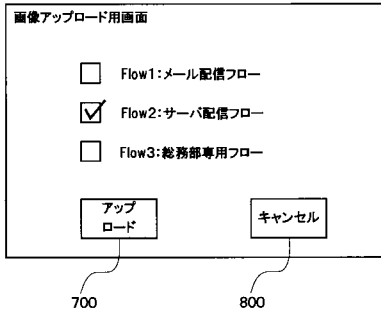 画像アップロード用画面
Flow1:メール配信フロー
Flow2:サーバ配信フロー
Flow3:総務部専用フロー
アップ
ロード
キャンセル
700
800